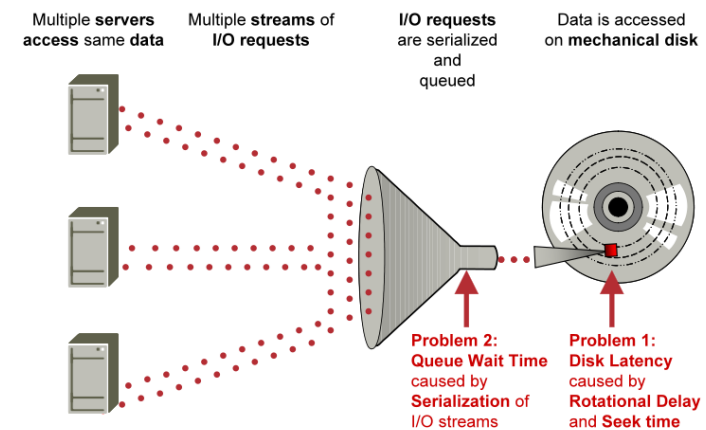 Multiple servers
access same data
Multiple streams of
I/O requests
I/O requests
are serialized
and
queued
Data is accessed
on mechanical disk
Problem 2:
Queue Wait Time
caused by
Serialization of
I/O streams
Problem 1:
Disk Latency
caused by
Rotational Delay
and Seek time